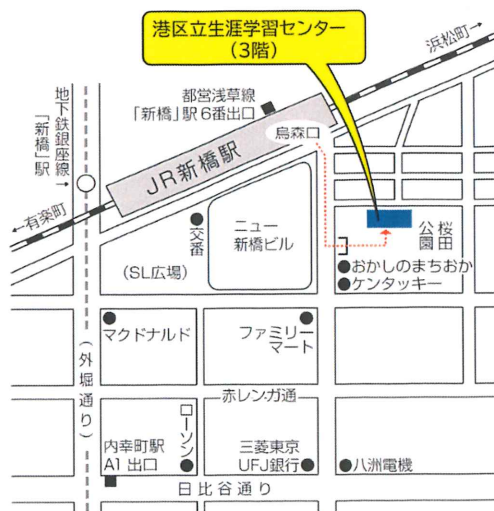 港区立生涯学習センター
(3階)
浜松町→
都営浅草線
「新橋」駅6番出口
地下鉄銀座線
「新橋」駅→
烏森口
JR新橋駅
←有楽町
交番
ニュー
新橋ビル
桜田
公園
(SL広場)
おかしのまちおか
ケンタッキー
マクドナルド
ファミリー
マート
(外堀通り)
赤レンガ通
ローソン
内幸町駅
A1 出口
三菱東京
UFJ銀行
八洲電機
日比谷通り